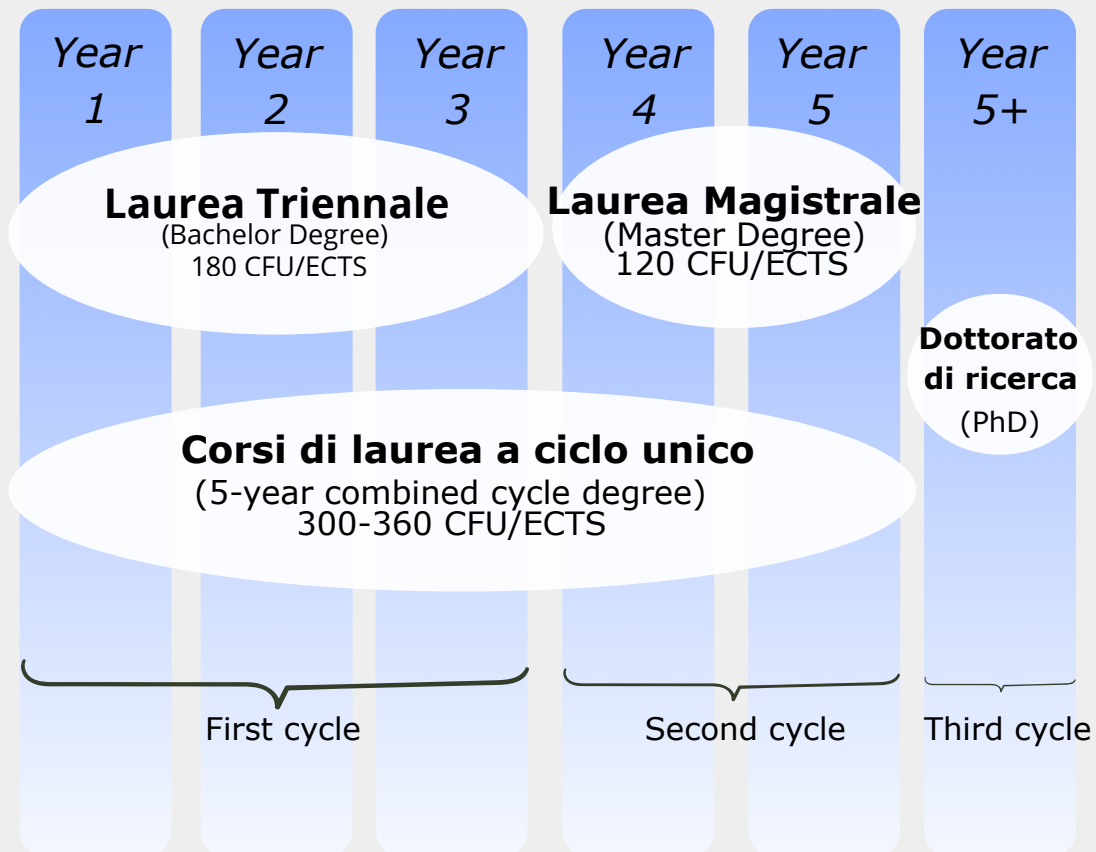 Year
1
Year
2
Year
3
Year
4
Year
5
Year
5+
Laurea Triennale
(Bachelor Degree)
180 CFU/ECTS
Laurea Magistrale
(Master Degree)
120 CFU/ECTS
Dottorato
di ricerca
(PhD)
Corsi di laurea a ciclo unico
(5-year combined cycle degree)
300-360 CFU/ECTS
First cycle
Second cycle
Third cycle